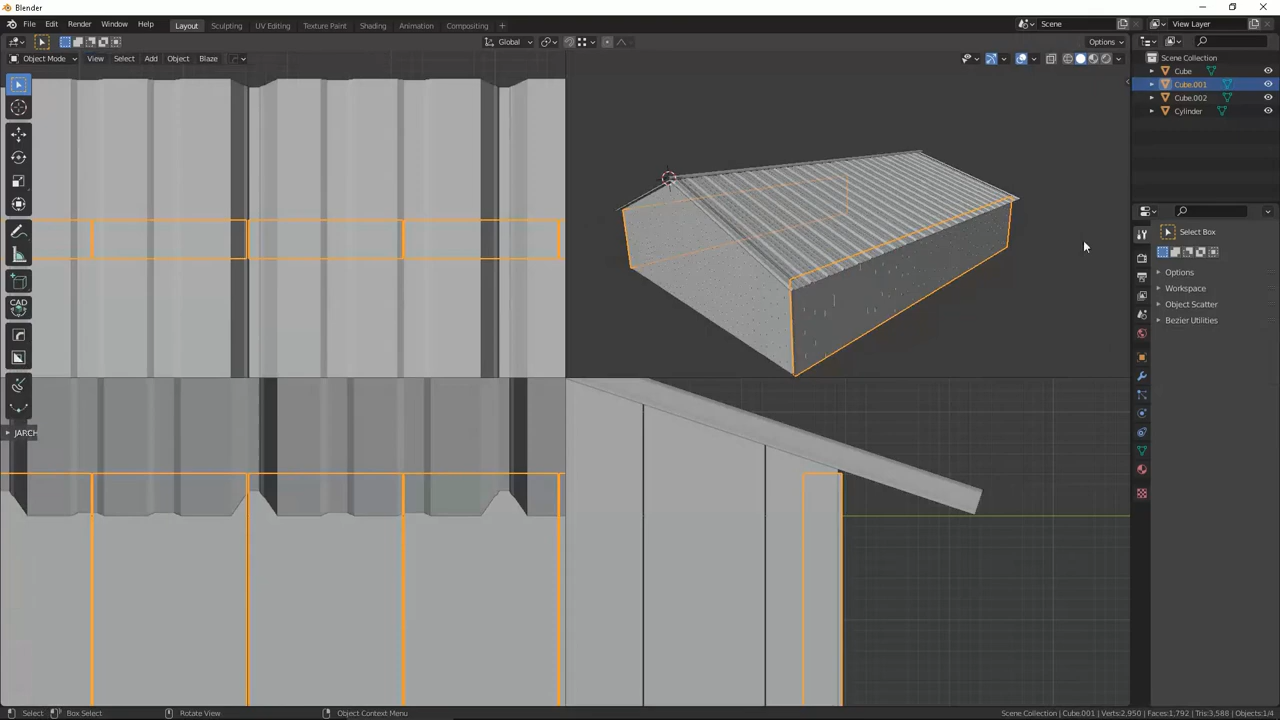 Blender
File Edit Render Window Help Layout Sculpting UV Editing Texture Paint Shading Animation Compositing + Scene View Layer
Global Options
Object Mode View Select Add Object Blaze
Scene Collection
Cube
Cube.001
Cube.002
Cylinder
Select Box
Options
Workspace
Object Scatter
Bezier Utilities
CAD
JARCH
Select Box Select Rotate View Object Context Menu Scene Collection | Cube.001 | Verts:2,950 | Faces:1,792 | Tris:3,588 | Objects:1/4